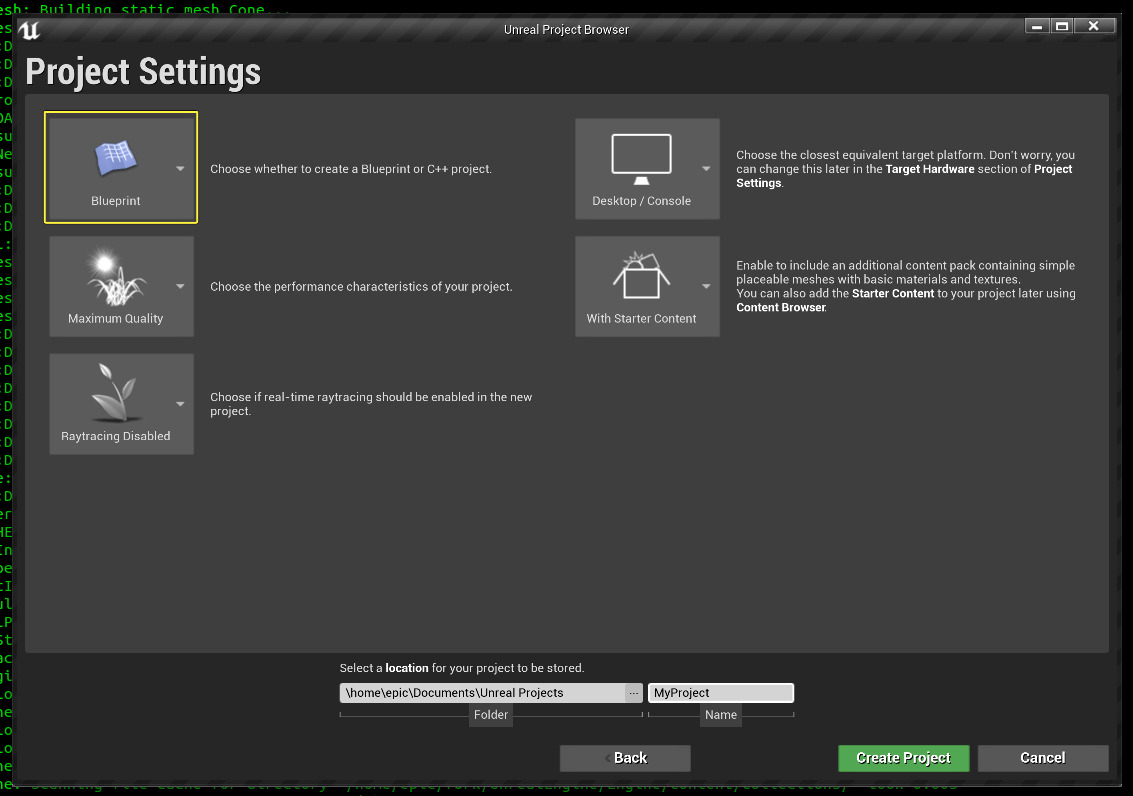 esh: Building static mesh Cone...
Unreal Project Browser
Project Settings
Blueprint
Choose whether to create a Blueprint or C++ project.
Desktop / Console
Choose the closest equivalent target platform. Don't worry, you
can change this later in the Target Hardware section of Project
Settings.
Maximum Quality
Choose the performance characteristics of your project.
With Starter Content
Enable to include an additional content pack containing simple
placeable meshes with basic materials and textures.
You can also add the Starter Content to your project later using
Content Browser.
Raytracing Disabled
Choose if real-time raytracing should be enabled in the new
project.
Select a location for your project to be stored.
\home\epic\Documents\Unreal Projects
...
MyProject
Folder
Name
Back
Create Project
Cancel